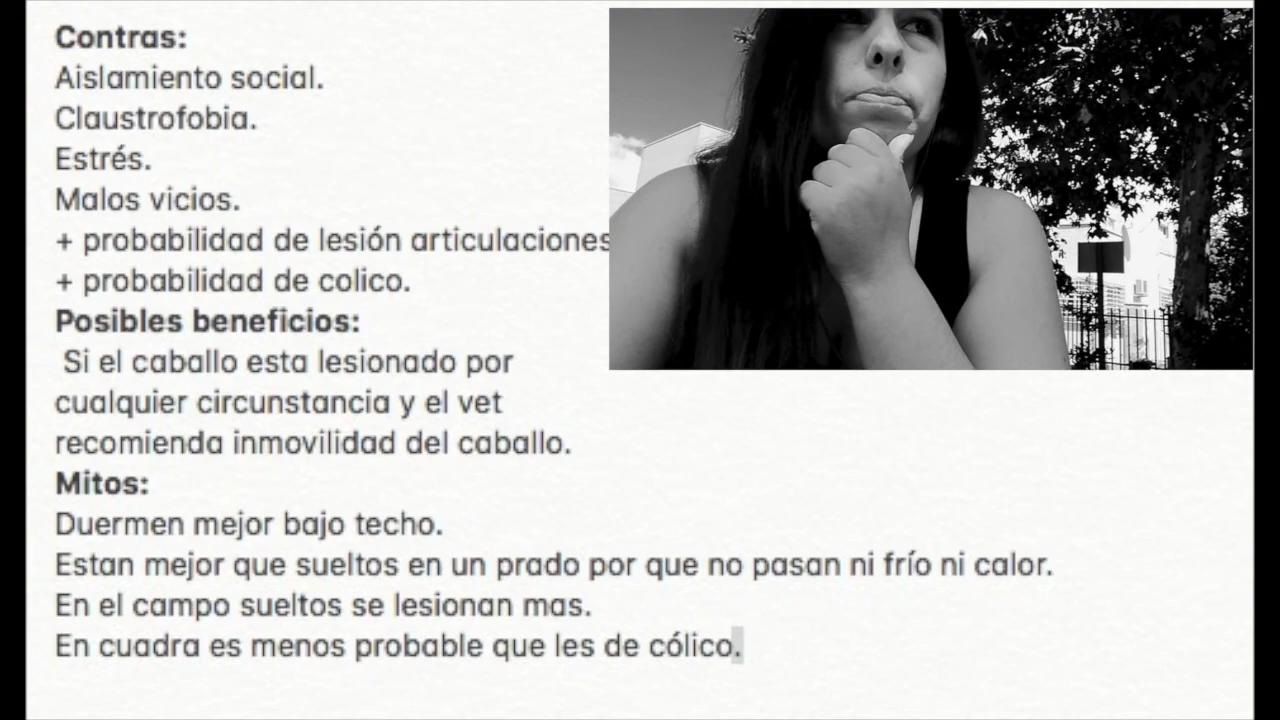 Contras:
Aislamiento social.
Claustrofobia.
Estrés.
Malos vicios.
+ probabilidad de lesión articulaciones
+ probabilidad de colico.
Posibles beneficios:
Si el caballo esta lesionado por
cualquier circunstancia y el vet
recomienda inmovilidad del caballo.
Mitos:
Duermen mejor bajo techo.
Estan mejor que sueltos en un prado por que no pasan ni frío ni calor.
En el campo sueltos se lesionan mas.
En cuadra es menos probable que les de cólico.